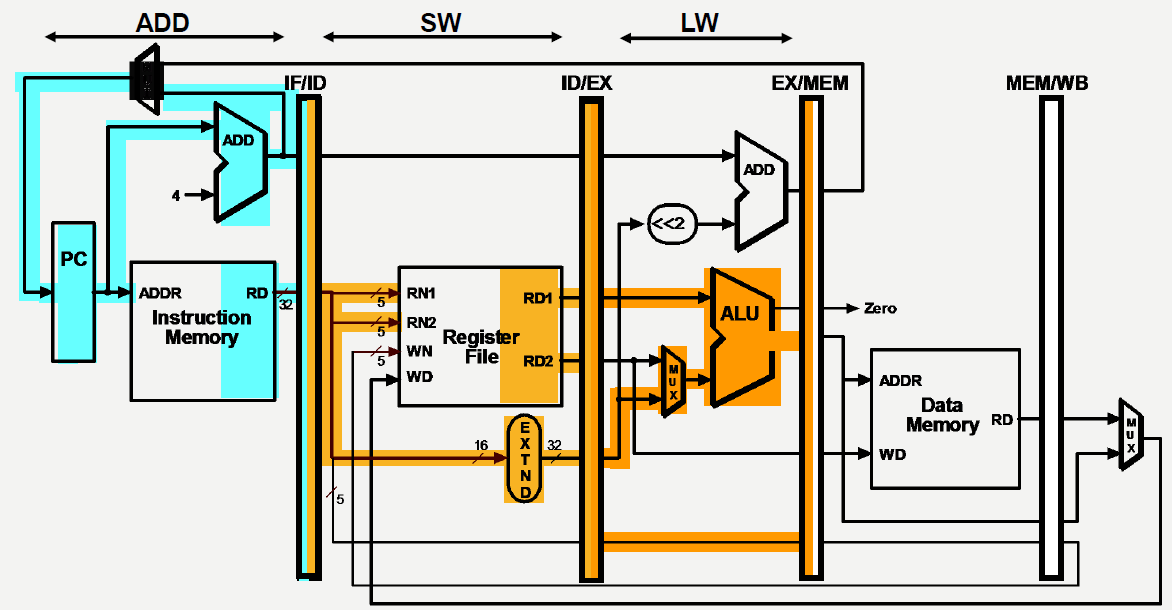 ADD SW LW
IF/ID ID/EX EX/MEM MEM/WB
ADD
4
PC
ADDR RD
32
Instruction
Memory
5 RN1
5 RN2
5 WN
WD
Register
File
RD1
RD2
16
EXTND
32
5
<<2
ADD
ALU
MUX
Zero
ADDR
Data
Memory
RD
WD
MUX